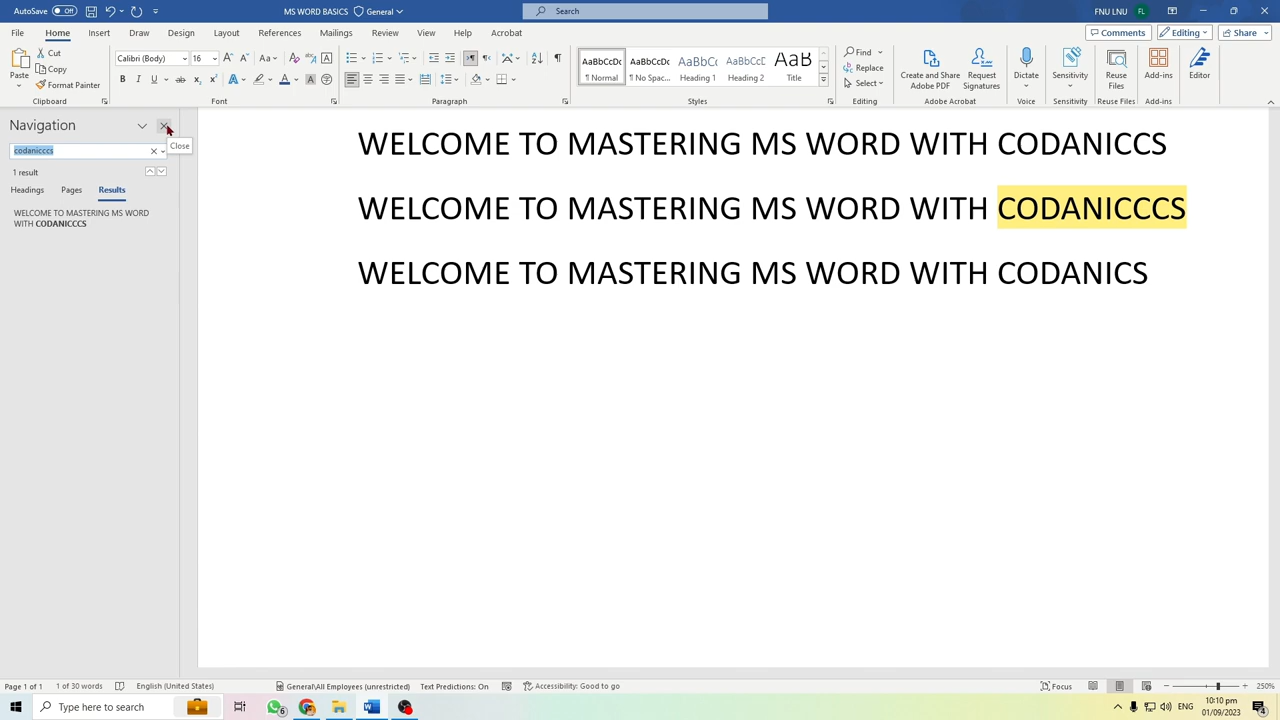 AutoSave Off MS WORD BASICS General Search FNU LNU FL
File Home Insert Draw Design Layout References Mailings Review View Help Acrobat Comments Editing Share
Paste Cut Copy Format Painter
Calibri (Body) 16
AaBbCcDc AaBbCcDc AaBbCc AaBbCcD AaB
¶ Normal ¶ No Spac... Heading 1 Heading 2 Title
Find Replace Select
Create and Share Adobe PDF Request Signatures Dictate Sensitivity Reuse Files Add-ins Editor
Clipboard Font Paragraph Styles Editing Adobe Acrobat Voice Sensitivity Reuse Files Add-ins
Navigation
Close
codanicccs
1 result
Headings Pages Results
WELCOME TO MASTERING MS WORD
WITH CODANICCCS
WELCOME TO MASTERING MS WORD WITH CODANICCS
WELCOME TO MASTERING MS WORD WITH CODANICCCS
WELCOME TO MASTERING MS WORD WITH CODANICS
Page 1 of 1 1 of 30 words English (United States) General\All Employees (unrestricted) Text Predictions: On Accessibility: Good to go Focus 250%
Type here to search 6 ENG 10:10 pm 01/09/2023 4